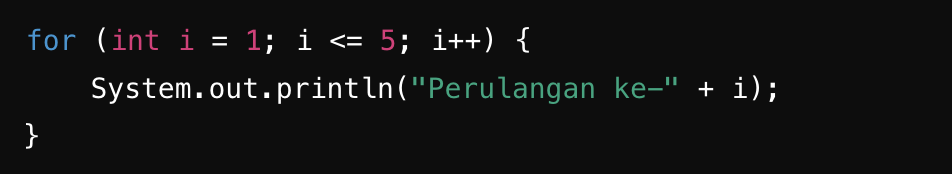 for (int i = 1; i <= 5; i++) {
    System.out.println("Perulangan ke-" + i);
}